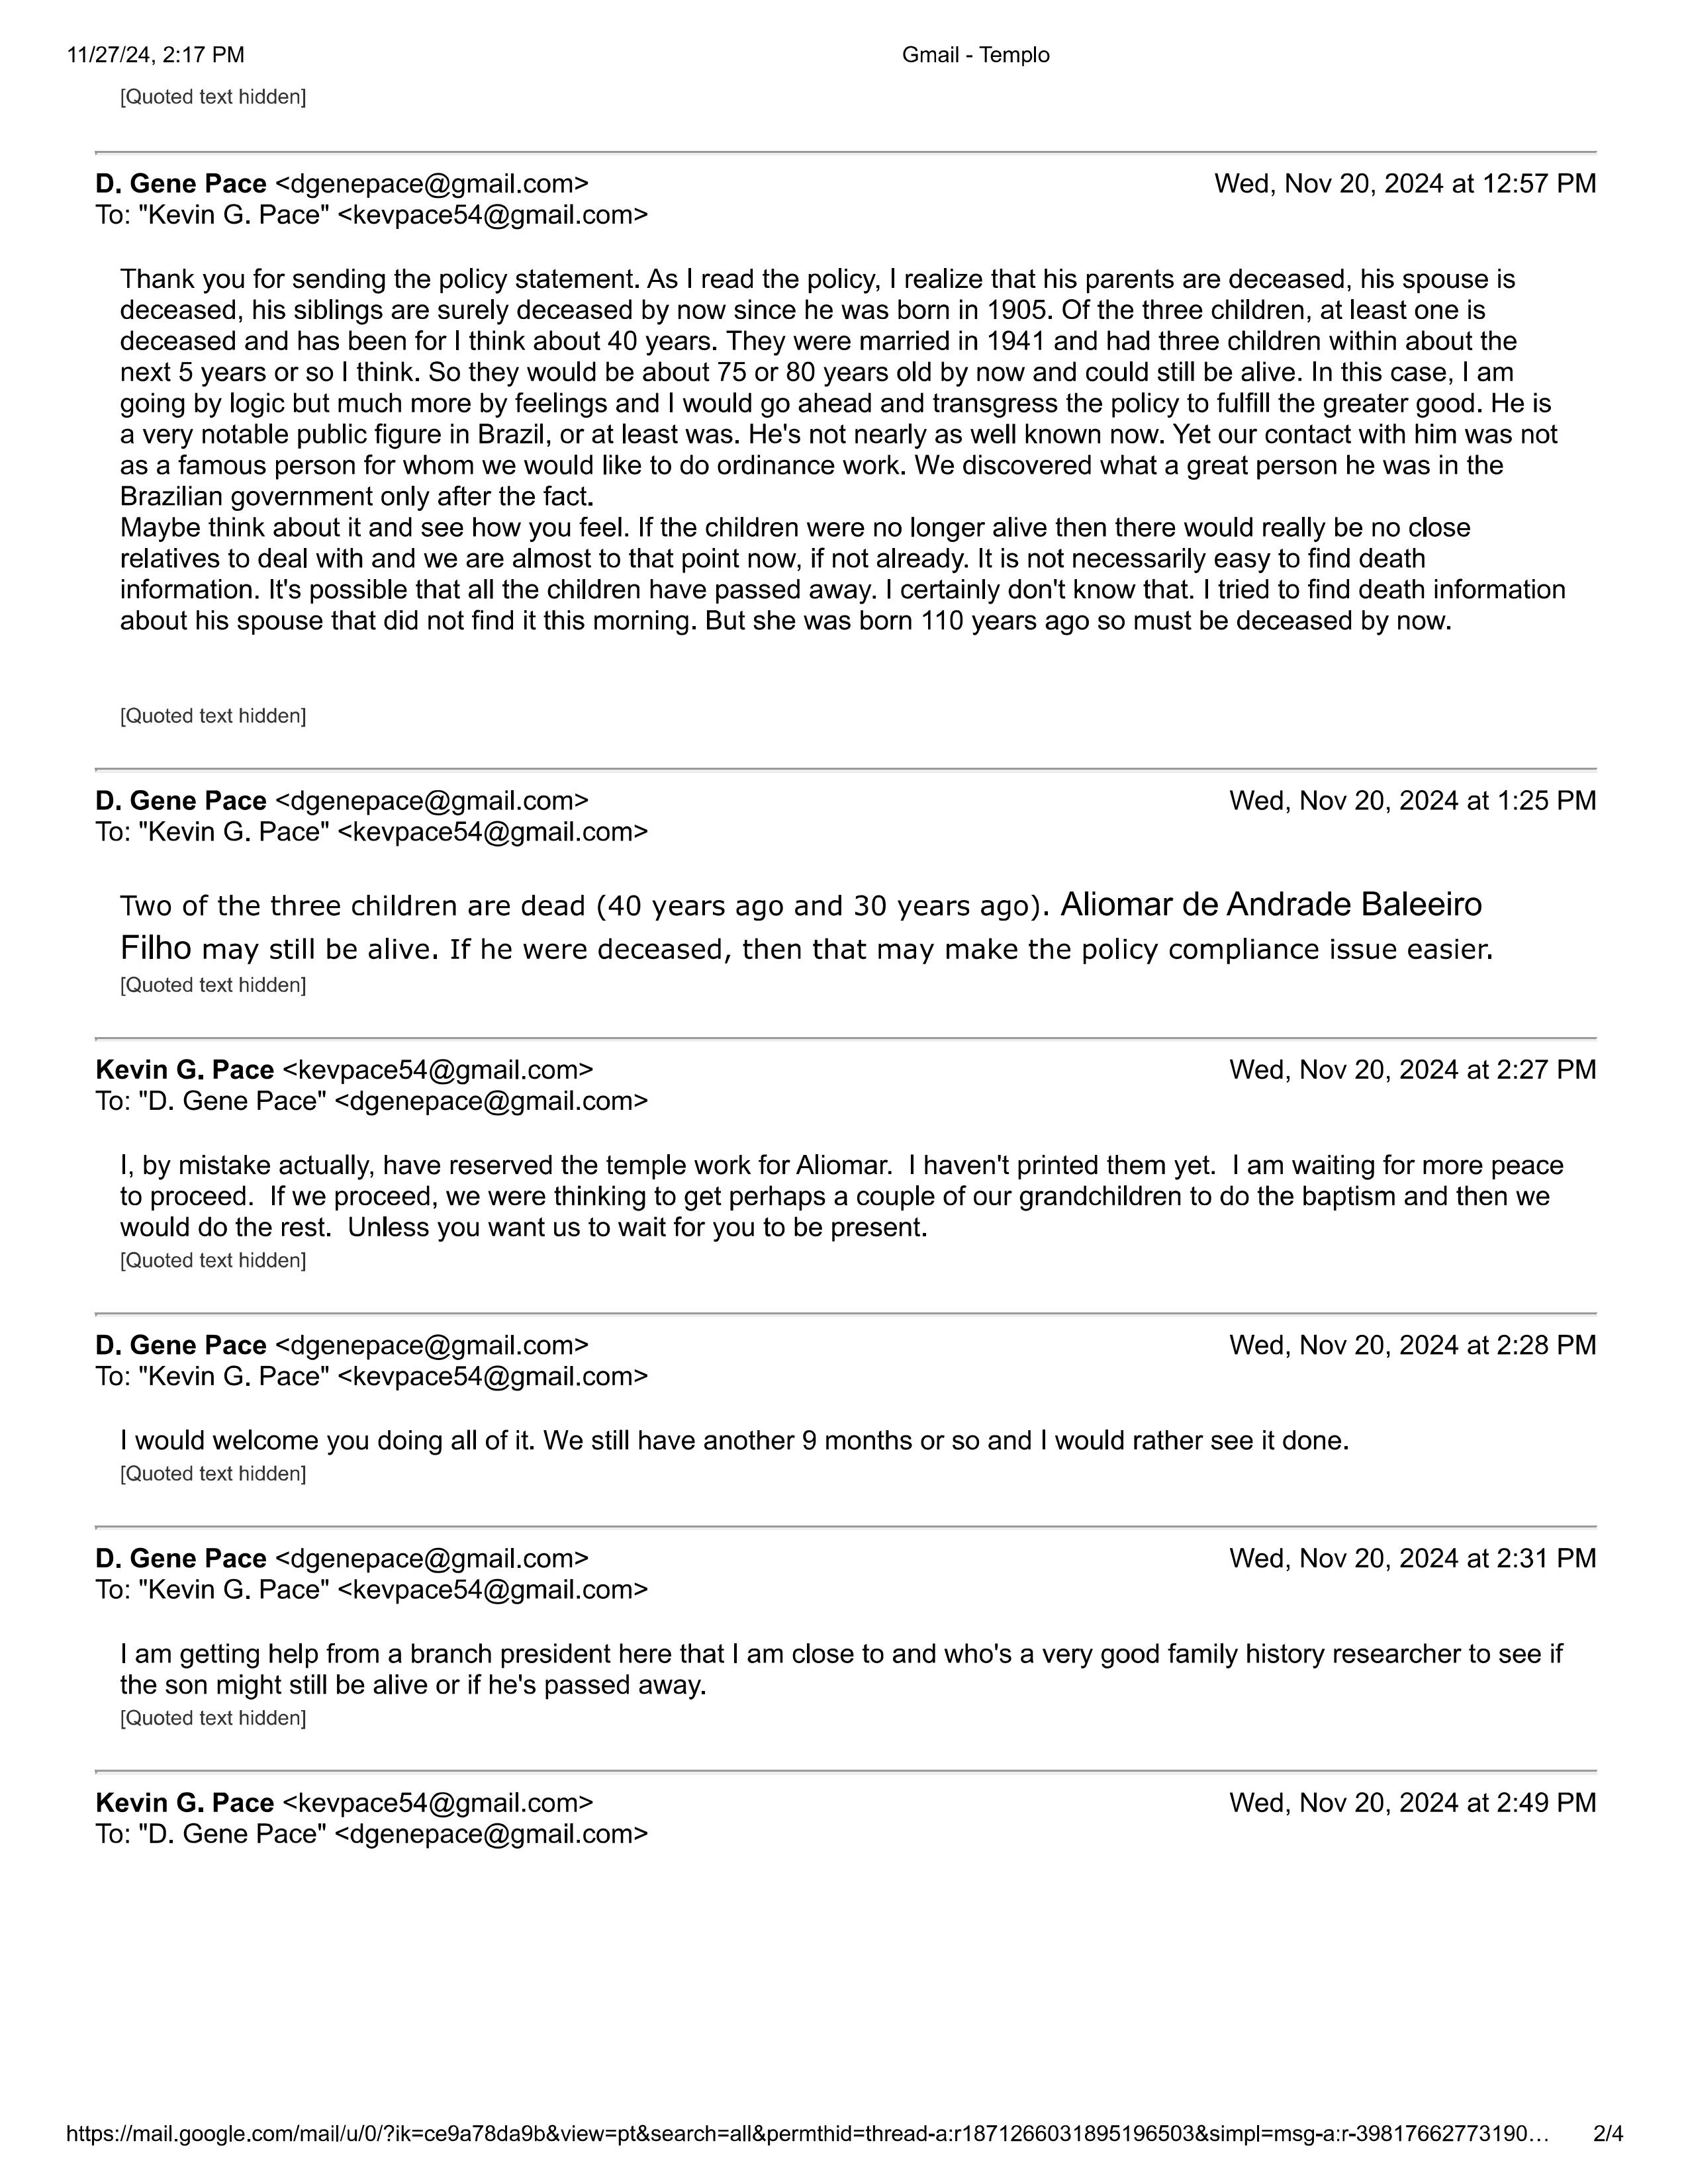 11/27/24, 2:17 PM Gmail - Templo
[Quoted text hidden]
D. Gene Pace <dgenepace@gmail.com> Wed, Nov 20, 2024 at 12:57 PM
To: "Kevin G. Pace" <kevpace54@gmail.com>
Thank you for sending the policy statement. As I read the policy, I realize that his parents are deceased, his spouse is
deceased, his siblings are surely deceased by now since he was born in 1905. Of the three children, at least one is
deceased and has been for I think about 40 years. They were married in 1941 and had three children within about the
next 5 years or so I think. So they would be about 75 or 80 years old by now and could still be alive. In this case, I am
going by logic but much more by feelings and I would go ahead and transgress the policy to fulfill the greater good. He is
a very notable public figure in Brazil, or at least was. He's not nearly as well known now. Yet our contact with him was not
as a famous person for whom we would like to do ordinance work. We discovered what a great person he was in the
Brazilian government only after the fact.
Maybe think about it and see how you feel. If the children were no longer alive then there would really be no close
relatives to deal with and we are almost to that point now, if not already. It is not necessarily easy to find death
information. It's possible that all the children have passed away. I certainly don't know that. I tried to find death information
about his spouse that did not find it this morning. But she was born 110 years ago so must be deceased by now.
[Quoted text hidden]
D. Gene Pace <dgenepace@gmail.com> Wed, Nov 20, 2024 at 1:25 PM
To: "Kevin G. Pace" <kevpace54@gmail.com>
Two of the three children are dead (40 years ago and 30 years ago). Aliomar de Andrade Baleeiro
Filho may still be alive. If he were deceased, then that may make the policy compliance issue easier.
[Quoted text hidden]
Kevin G. Pace <kevpace54@gmail.com> Wed, Nov 20, 2024 at 2:27 PM
To: "D. Gene Pace" <dgenepace@gmail.com>
I, by mistake actually, have reserved the temple work for Aliomar.  I haven't printed them yet.  I am waiting for more peace
to proceed.  If we proceed, we were thinking to get perhaps a couple of our grandchildren to do the baptism and then we
would do the rest.  Unless you want us to wait for you to be present.
[Quoted text hidden]
D. Gene Pace <dgenepace@gmail.com> Wed, Nov 20, 2024 at 2:28 PM
To: "Kevin G. Pace" <kevpace54@gmail.com>
I would welcome you doing all of it. We still have another 9 months or so and I would rather see it done.
[Quoted text hidden]
D. Gene Pace <dgenepace@gmail.com> Wed, Nov 20, 2024 at 2:31 PM
To: "Kevin G. Pace" <kevpace54@gmail.com>
I am getting help from a branch president here that I am close to and who's a very good family history researcher to see if
the son might still be alive or if he's passed away.
[Quoted text hidden]
Kevin G. Pace <kevpace54@gmail.com> Wed, Nov 20, 2024 at 2:49 PM
To: "D. Gene Pace" <dgenepace@gmail.com>
https://mail.google.com/mail/u/0/?ik=ce9a78da9b&view=pt&search=all&permthid=thread-a:r1871266031895196503&simpl=msg-a:r-39817662773190… 2/4